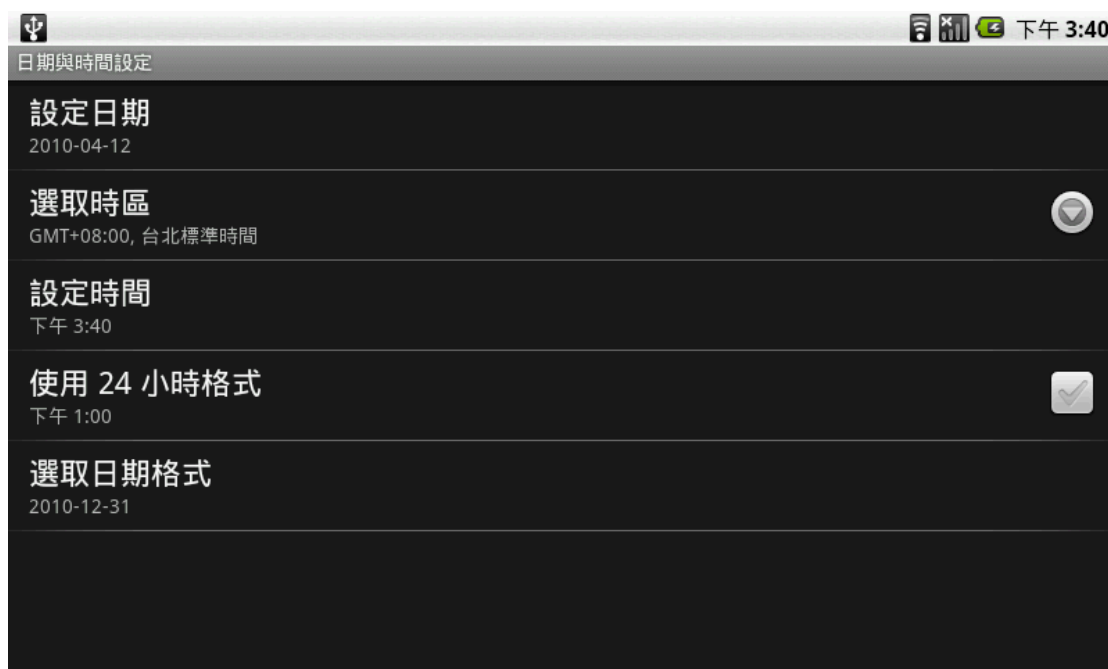 下午 3:40
日期與時間設定
設定日期
2010-04-12
選取時區
GMT+08:00, 台北標準時間
設定時間
下午 3:40
使用 24 小時格式
下午 1:00
選取日期格式
2010-12-31